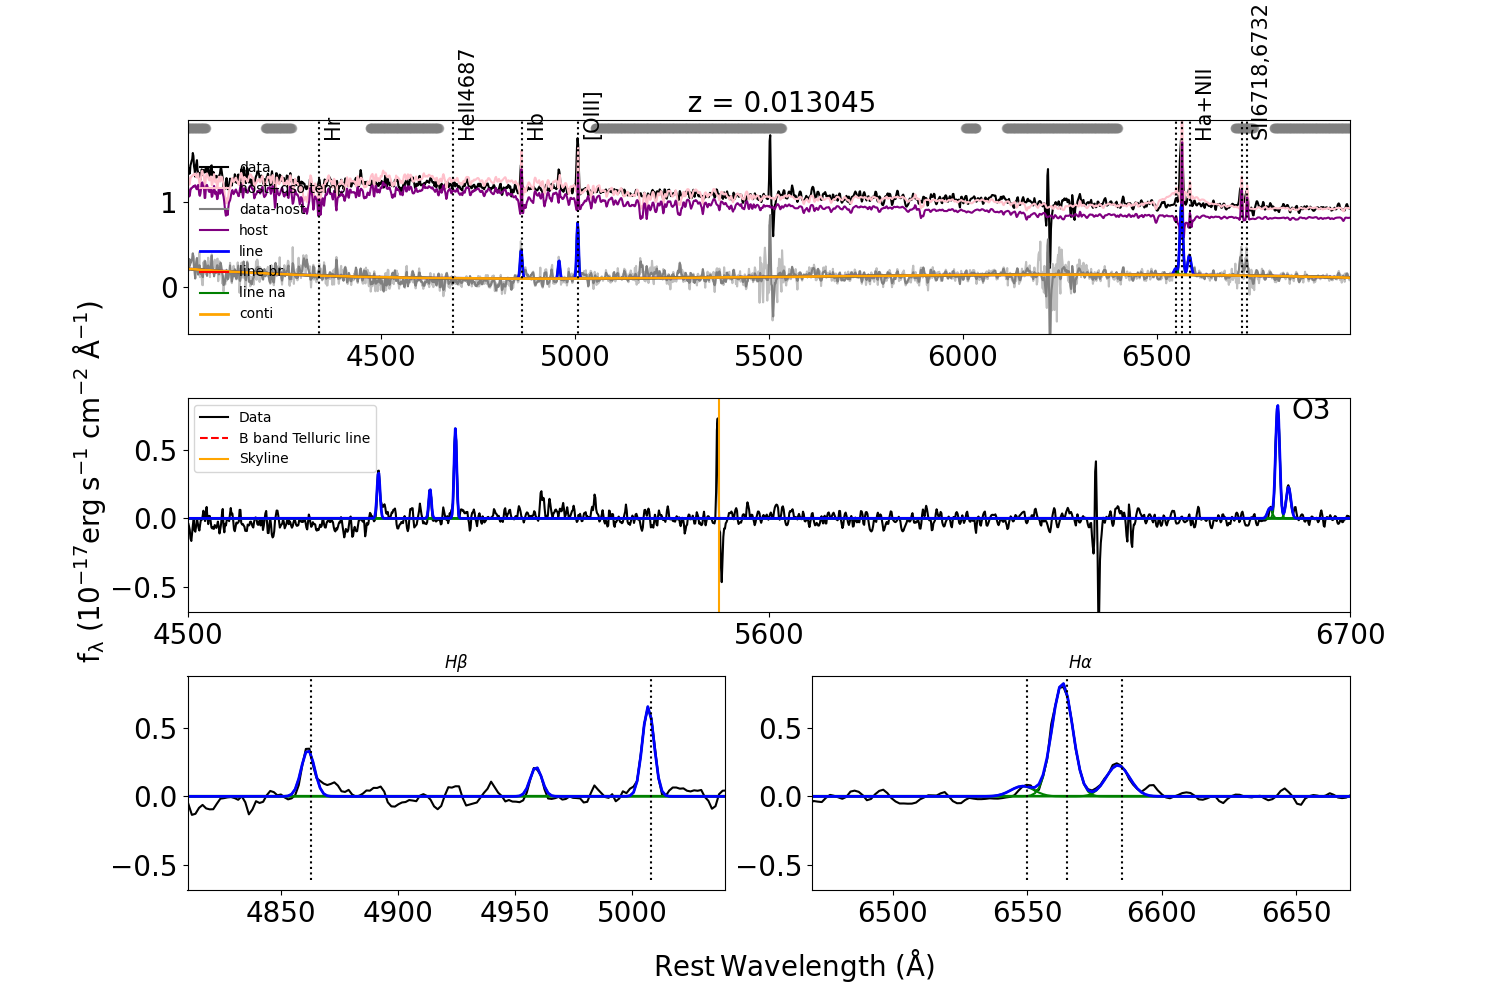 z = 0.013045
Hr
HeII4687
Hb
[OIII]
Ha+NII
SII6718,6732
data
host+qso temp
data-host
host
line
line br
line na
conti
1
0
4500 5000 5500 6000 6500
fλ (10⁻¹⁷erg s⁻¹ cm⁻² Å⁻¹)
Data
B band Telluric line
Skyline
O3
0.5
0.0
−0.5
4500 5600 6700
Hβ
0.5
0.0
−0.5
4850 4900 4950 5000
Hα
0.5
0.0
−0.5
6500 6550 6600 6650
Rest Wavelength (Å)